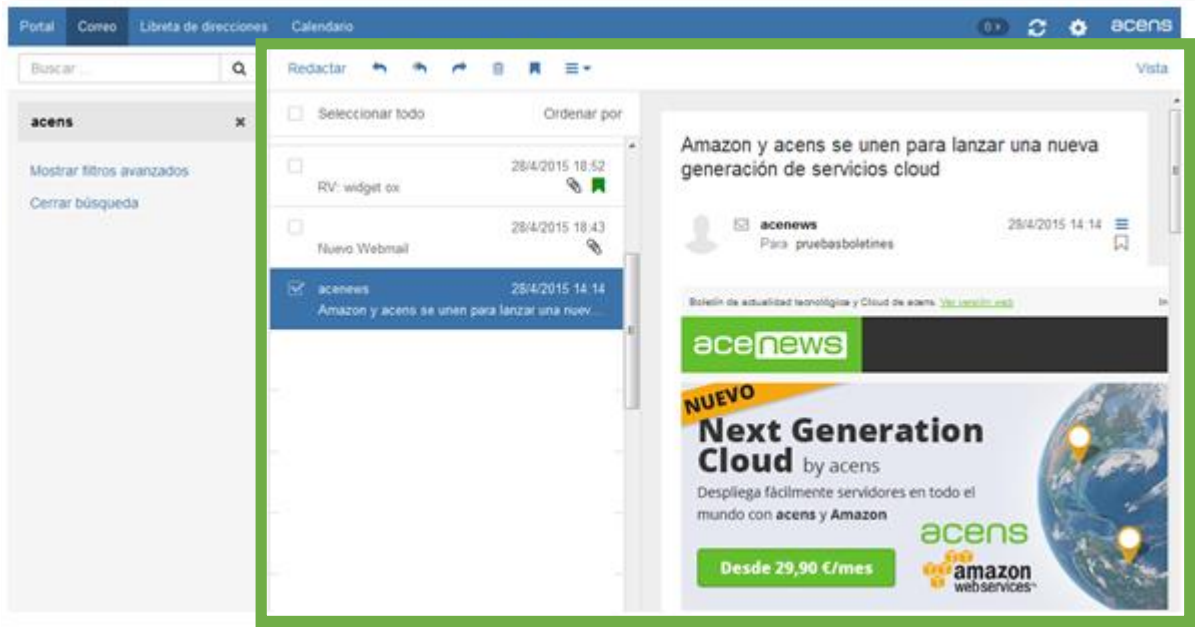 Portal Correo Libreta de direcciones Calendario acens
Buscar ...
acens
Mostrar filtros avanzados
Cerrar búsqueda
Redactar Vista
Seleccionar todo Ordenar por
28/4/2015 18:52
RV: widget ox
28/4/2015 18:43
Nuevo Webmail
acenews 28/4/2015 14:14
Amazon y acens se unen para lanzar una nuev...
Amazon y acens se unen para lanzar una nueva
generación de servicios cloud
acenews 28/4/2015 14:14
Para pruebasboletines
Boletín de actualidad tecnológica y Cloud de acens. Ver versión web
acenews
NUEVO
Next Generation
Cloud by acens
Despliega fácilmente servidores en todo el
mundo con acens y Amazon
acens
Desde 29,90 €/mes
amazon
webservices